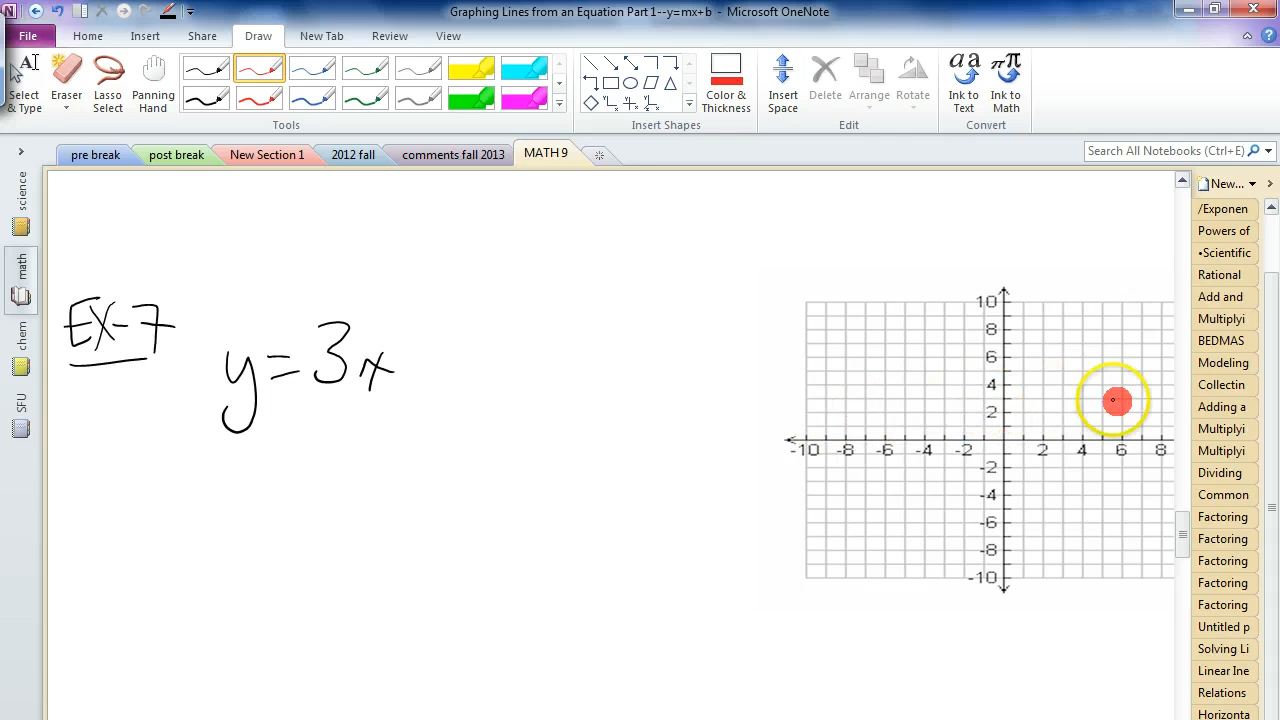 Graphing Lines from an Equation Part 1--y=mx+b - Microsoft OneNote
File Home Insert Share Draw New Tab Review View
Select & Type
Eraser
Lasso Select
Panning Hand
Color & Thickness
Insert Space
Delete
Arrange
Rotate
Ink to Text
Ink to Math
Tools
Insert Shapes
Edit
Convert
pre break post break New Section 1 2012 fall comments fall 2013 MATH 9
Search All Notebooks (Ctrl+E)
science
math
chem
SFU
EX-7
y=3x
10
8
6
4
2
-10 -8 -6 -4 -2 2 4 6 8
-2
-4
-6
-8
-10
New...
/Exponen
Powers of
•Scientific
Rational
Add and
Multiplyi
BEDMAS
Modeling
Collectin
Adding a
Multiplyi
Multiplyi
Dividing
Common
Factoring
Factoring
Factoring
Factoring
Factoring
Untitled p
Solving Li
Linear Ine
Relations
Horizonta